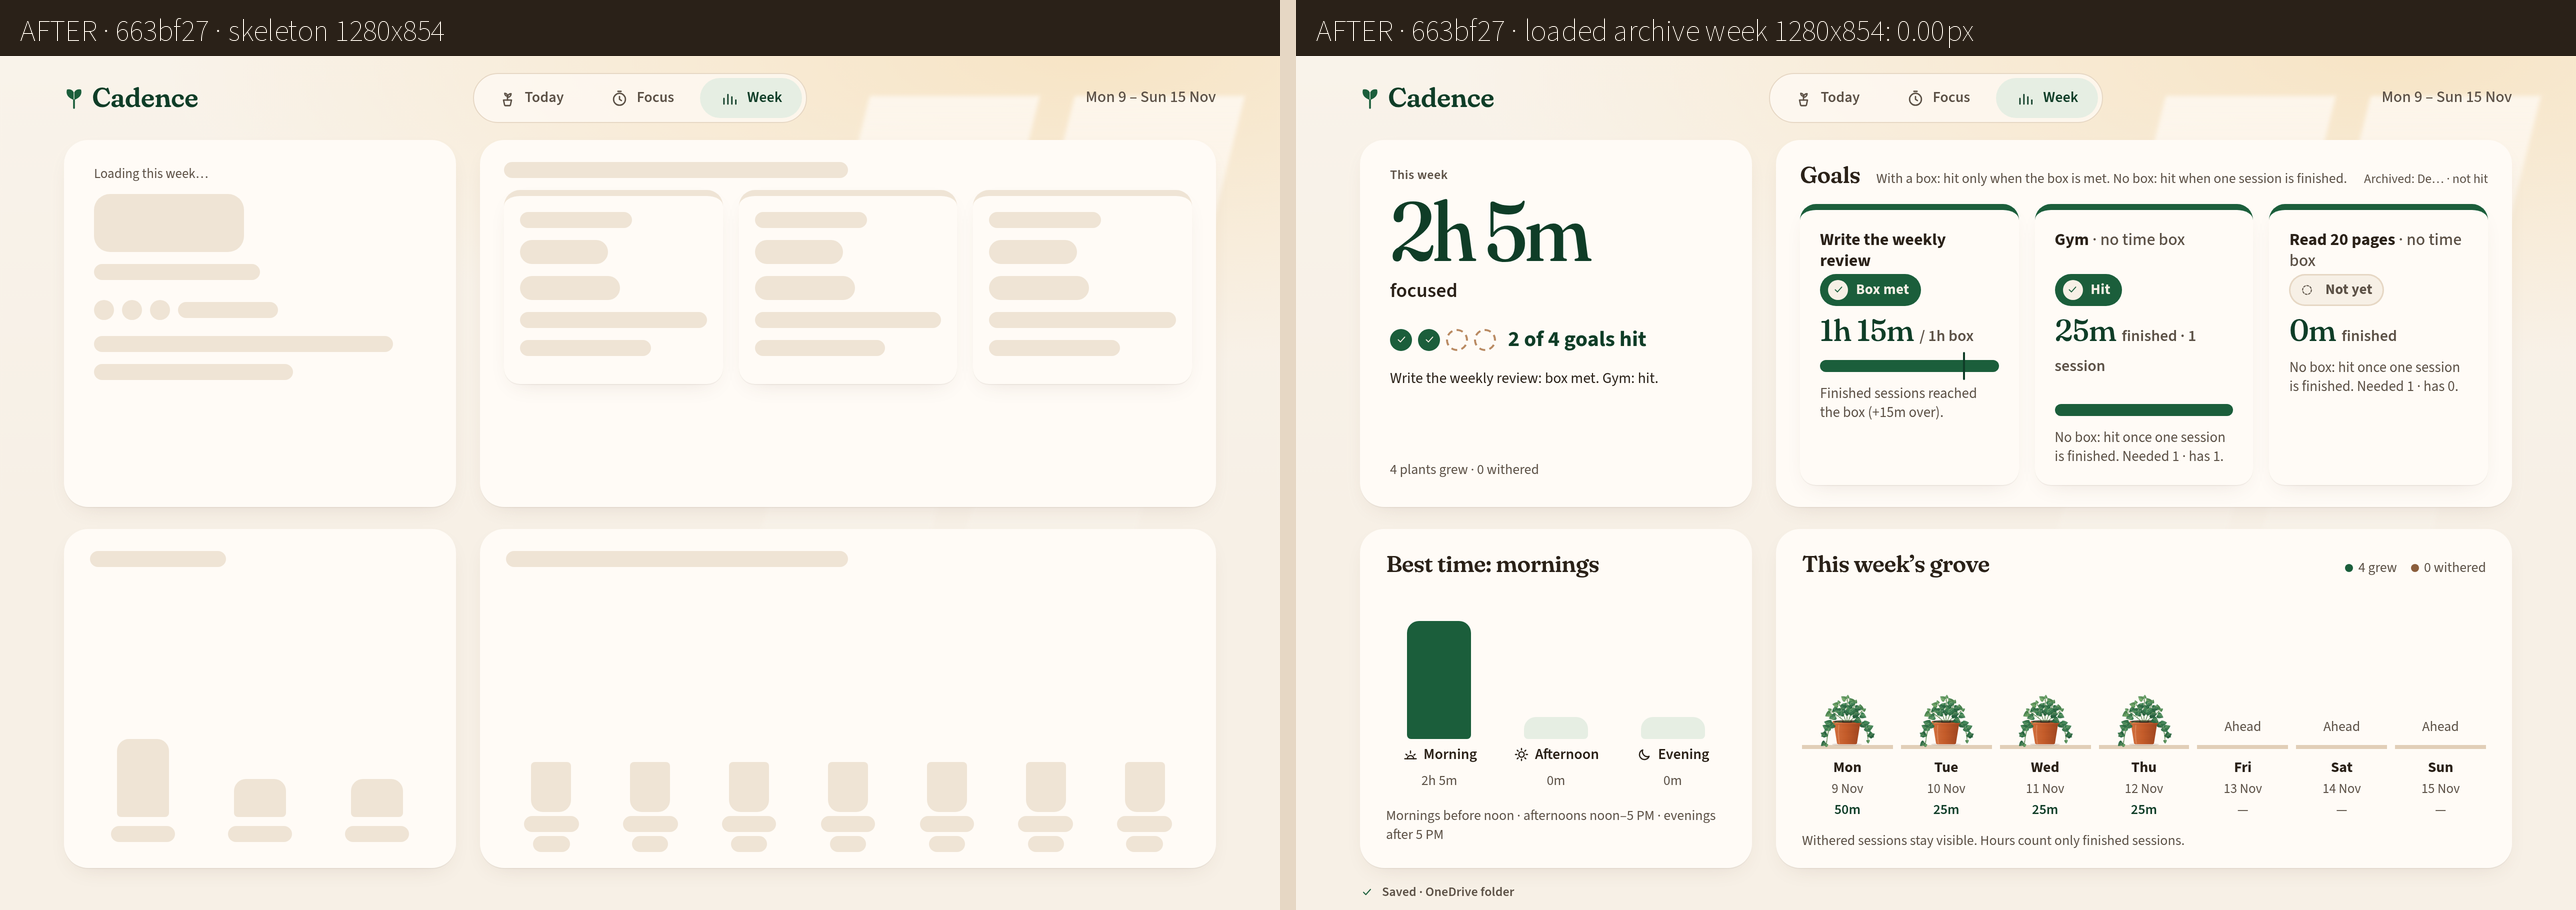 AFTER · 663bf27 · skeleton 1280x854
Cadence
Today
Focus
Week
Mon 9 – Sun 15 Nov
Loading this week…
AFTER · 663bf27 · loaded archive week 1280x854: 0.00px
Cadence
Today
Focus
Week
Mon 9 – Sun 15 Nov
This week
2h 5m
focused
2 of 4 goals hit
Write the weekly review: box met. Gym: hit.
4 plants grew · 0 withered
Goals
With a box: hit only when the box is met. No box: hit when one session is finished.
Archived: De… · not hit
Write the weekly
review
Box met
1h 15m / 1h box
Finished sessions reached
the box (+15m over).
Gym · no time box
Hit
25m finished · 1
session
No box: hit once one session
is finished. Needed 1 · has 1.
Read 20 pages · no time
box
Not yet
0m finished
No box: hit once one session
is finished. Needed 1 · has 0.
Best time: mornings
Morning
Afternoon
Evening
2h 5m
0m
0m
Mornings before noon · afternoons noon–5 PM · evenings
after 5 PM
This week’s grove
4 grew
0 withered
Ahead
Ahead
Ahead
Mon
Tue
Wed
Thu
Fri
Sat
Sun
9 Nov
10 Nov
11 Nov
12 Nov
13 Nov
14 Nov
15 Nov
50m
25m
25m
25m
—
—
—
Withered sessions stay visible. Hours count only finished sessions.
Saved · OneDrive folder